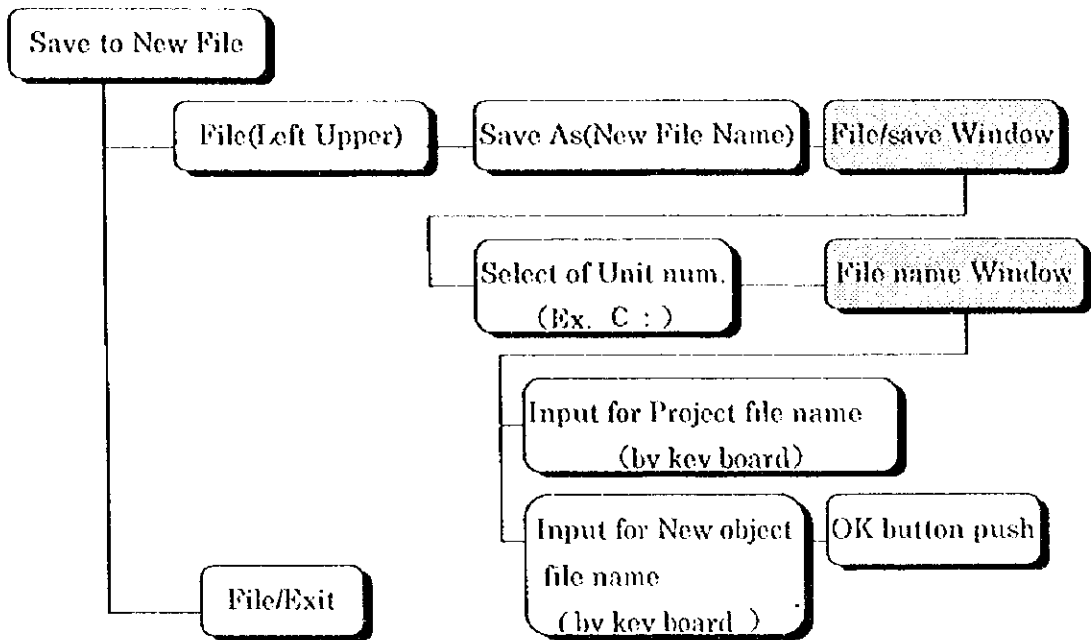 Save to New File
File(Left Upper)
Save As(New File Name)
File/save Window
Select of Unit num.
(Ex. C : )
File name Window
Input for Project file name
(by key board)
Input for New object
file name
( by key board )
OK button push
File/Exit